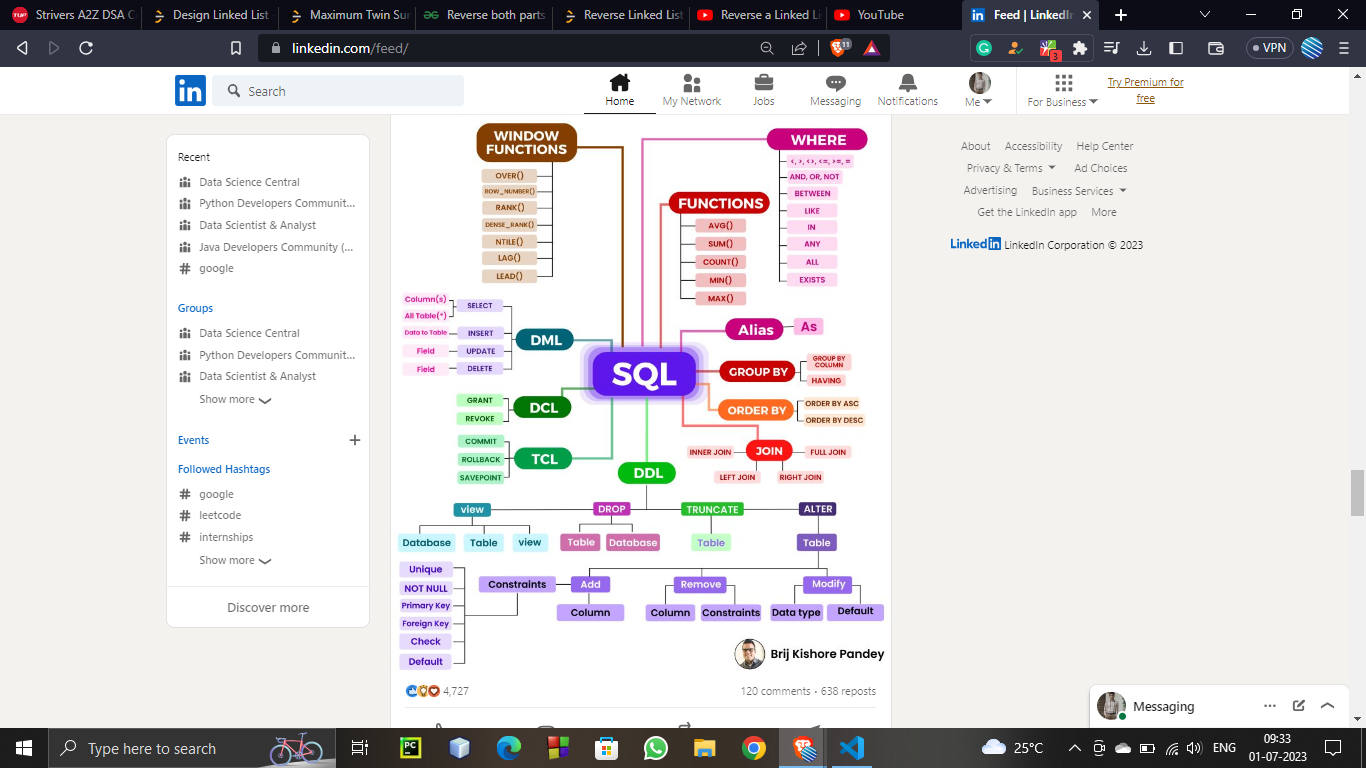 Strivers A2Z DSA C
Design Linked List
Maximum Twin Sur
Reverse both parts
Reverse Linked List
Reverse a Linked Li
YouTube
Feed | LinkedIn
linkedin.com/feed/
11
3
VPN
in
Search
Home
My Network
Jobs
Messaging
Notifications
Me
For Business
Try Premium for
free
Recent
Data Science Central
Python Developers Communit...
Data Scientist & Analyst
Java Developers Community (...
# google
Groups
Data Science Central
Python Developers Communit...
Data Scientist & Analyst
Show more
Events +
Followed Hashtags
# google
# leetcode
# internships
Show more
Discover more
WINDOW
FUNCTIONS
OVER()
ROW_NUMBER()
RANK()
DENSE_RANK()
NTILE()
LAG()
LEAD()
WHERE
<, >, <>, <=, >=, =
AND, OR, NOT
BETWEEN
LIKE
IN
ANY
ALL
EXISTS
FUNCTIONS
AVG()
SUM()
COUNT()
MIN()
MAX()
Column(s)
All Table(*)
SELECT
Data to Table
INSERT
Field
UPDATE
Field
DELETE
DML
Alias
As
SQL
GROUP BY
GROUP BY
COLUMN
HAVING
GRANT
REVOKE
DCL
ORDER BY
ORDER BY ASC
ORDER BY DESC
COMMIT
ROLLBACK
SAVEPOINT
TCL
JOIN
INNER JOIN
FULL JOIN
LEFT JOIN
RIGHT JOIN
DDL
view
DROP
TRUNCATE
ALTER
Database
Table
view
Table
Database
Table
Table
Unique
NOT NULL
Primary Key
Foreign Key
Check
Default
Constraints
Add
Remove
Modify
Column
Column
Constraints
Data type
Default
Brij Kishore Pandey
4,727
120 comments • 638 reposts
About Accessibility Help Center
Privacy & Terms Ad Choices
Advertising Business Services
Get the LinkedIn app More
LinkedIn LinkedIn Corporation © 2023
Messaging
Type here to search
PC
25°C
ENG
09:33
01-07-2023